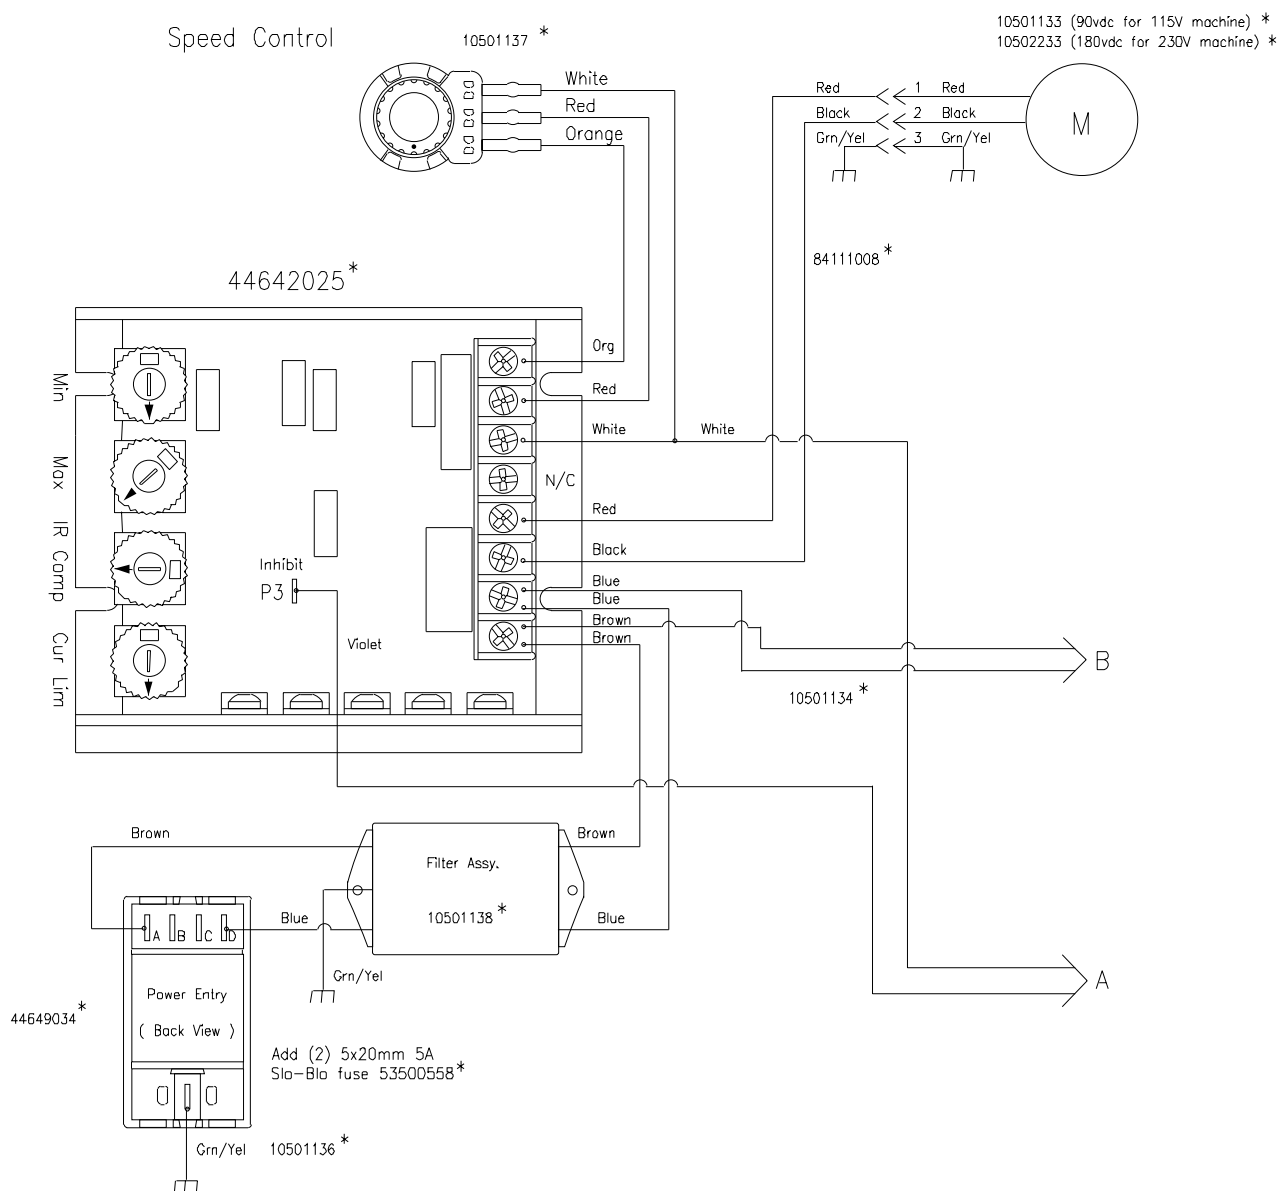 Speed Control
10501137 *
10501133 (90vdc for 115V machine) *
10502233 (180vdc for 230V machine) *
White
Red
Orange
Red
1
Red
Black
2
Black
Grn/Yel
3
Grn/Yel
M
84111008 *
44642025 *
Min
Max
IR Comp
Cur Lim
Org
Red
White
White
N/C
Red
Black
Blue
Blue
Brown
Brown
Inhibit
P3
Violet
B
10501134 *
Brown
Filter Assy.
10501138 *
Brown
Blue
Blue
Grn/Yel
A
B
C
D
Power Entry
( Back View )
44649034 *
Add (2) 5x20mm 5A
Slo-Blo fuse 53500558 *
Grn/Yel
10501136 *
A